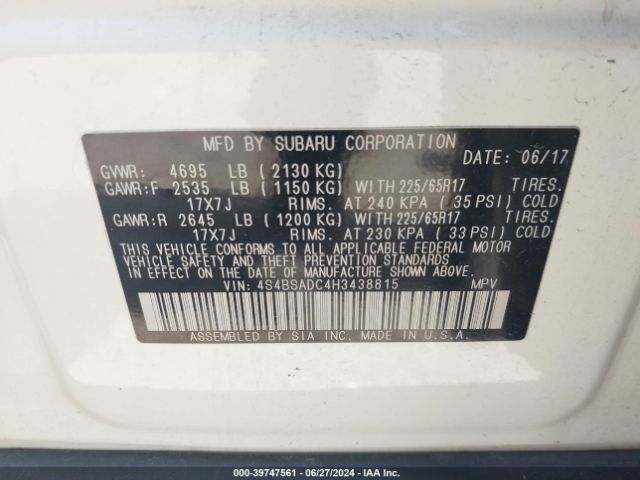 MFD BY SUBARU CORPORATION
GVWR: 4695 LB ( 2130 KG) DATE: 06/17
GAWR:F 2535 LB ( 1150 KG) WITH 225/65R17 TIRES.
17X7J RIMS. AT 240 KPA ( 35 PSI) COLD
GAWR:R 2645 LB ( 1200 KG) WITH 225/65R17 TIRES.
17X7J RIMS. AT 230 KPA ( 33 PSI) COLD
THIS VEHICLE CONFORMS TO ALL APPLICABLE FEDERAL MOTOR
VEHICLE SAFETY, BUMPER AND THEFT PREVENTION STANDARDS
IN EFFECT ON THE DATE OF MANUFACTURE SHOWN ABOVE.
VIN: 4S4BSADC4H3438815 MPV
ASSEMBLED BY SIA INC. MADE IN U.S.A.
000-39747561 - 06/27/2024 - IAAI.COM